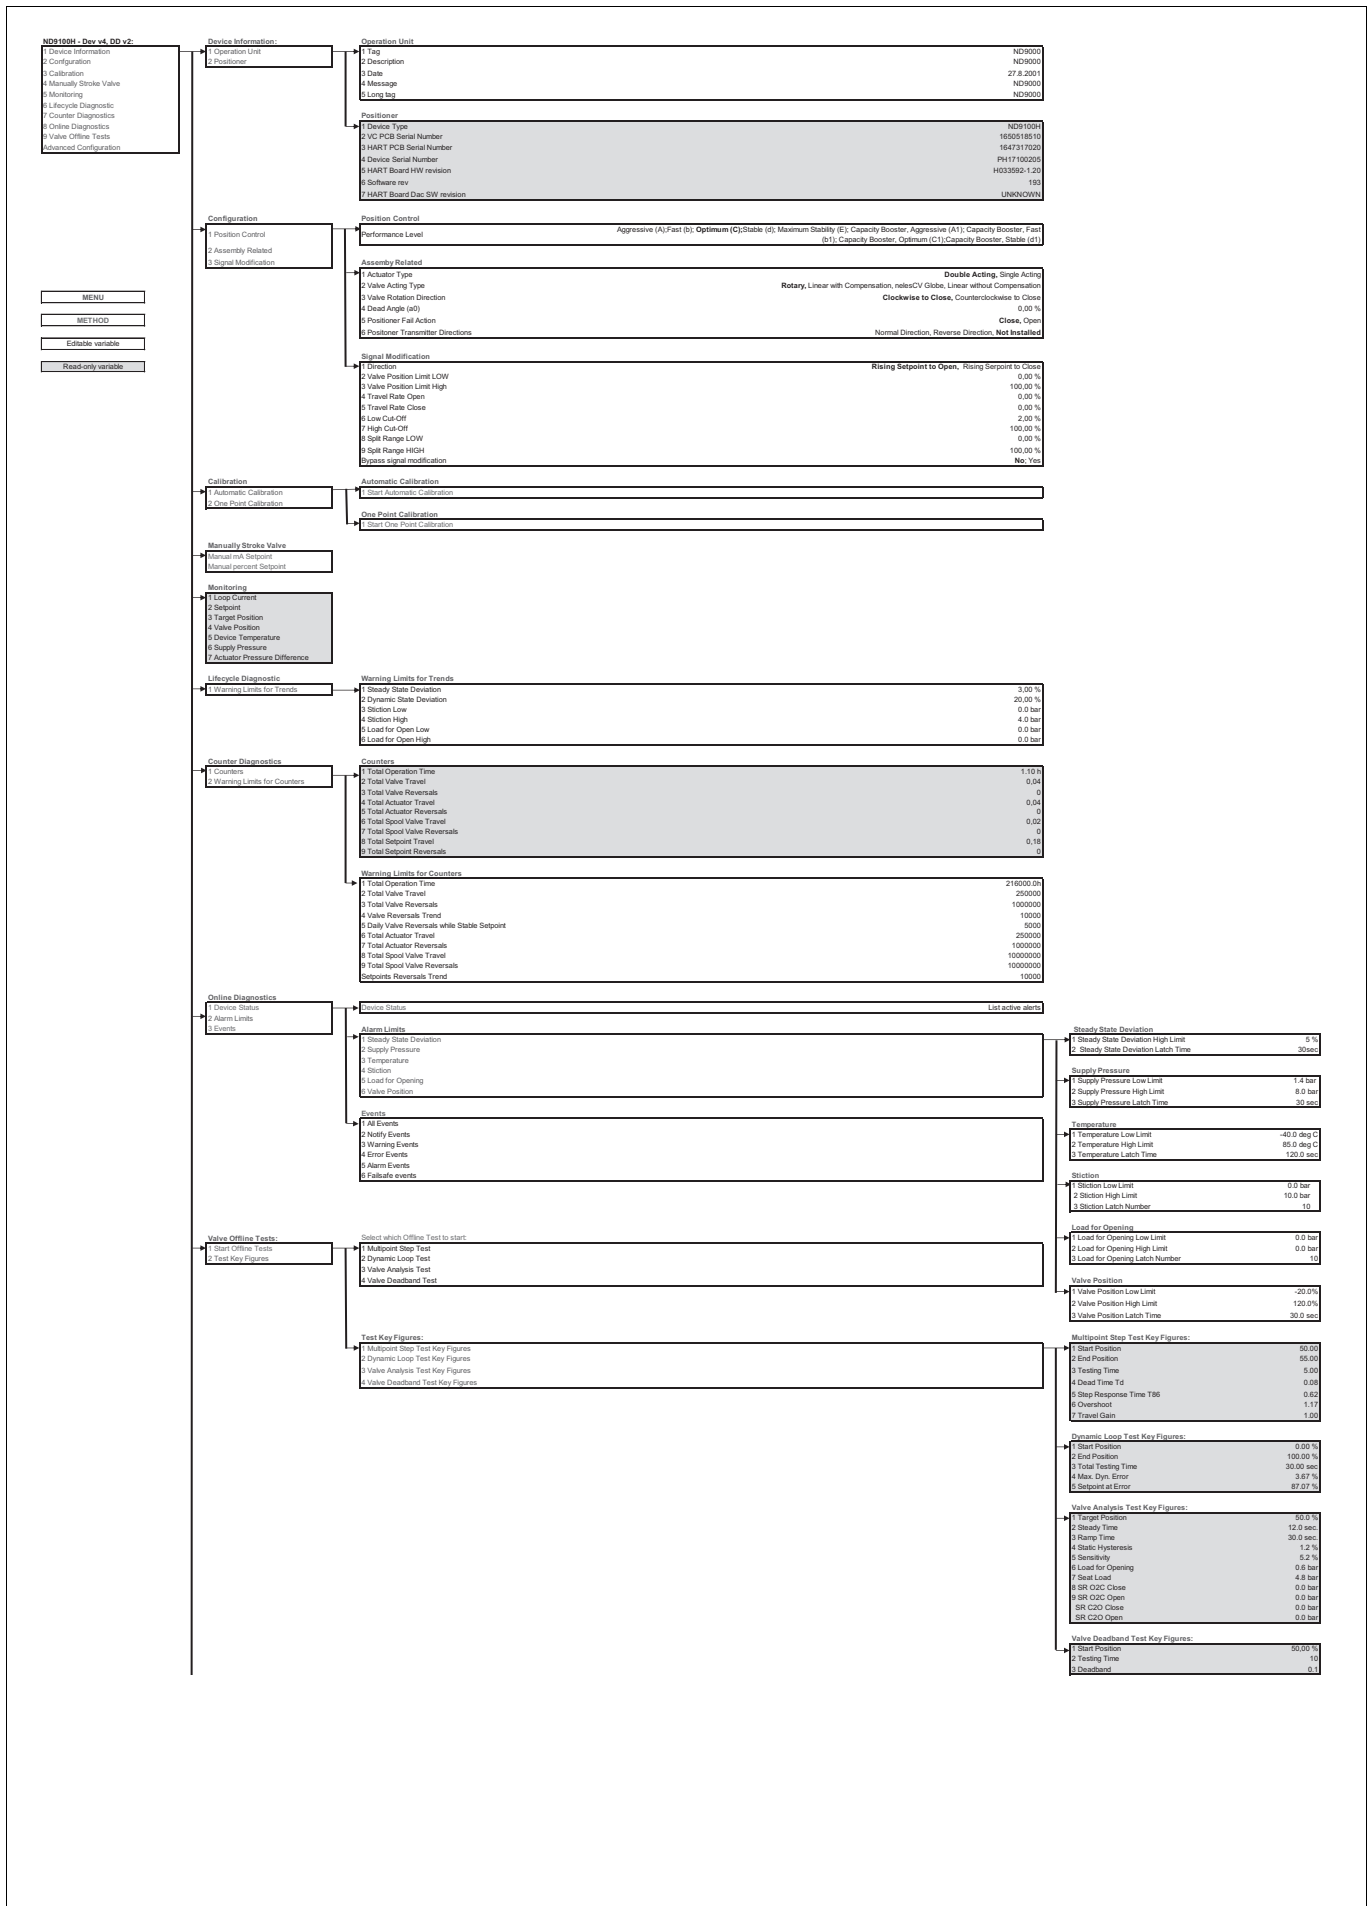 ND9100H - Dev v4, DD v2:
1 Device Information
2 Confguration
3 Calibration
4 Manually Stroke Valve
5 Monitoring
6 Lifecycle Diagnostic
7 Counter Diagnostics
8 Online Diagnostics
9 Valve Offline Tests
Advanced Configuration
MENU
METHOD
Editable variable
Read-only variable
Device Information:
1 Operation Unit
2 Positioner
Operation Unit
1 Tag ND9000
2 Description ND9000
3 Date 27.8.2001
4 Message ND9000
5 Long tag ND9000
Positioner
1 Device Type ND9100H
2 VC PCB Serial Number 1650518510
3 HART PCB Serial Number 1647317020
4 Device Serial Number PH17100205
5 HART Board HW revision H033592-1.20
6 Software rev 193
7 HART Board Dac SW revision UNKNOWN
Configuration
1 Position Control
2 Assembly Related
3 Signal Modification
Position Control
Performance Level Aggressive (A);Fast (b); Optimum (C);Stable (d); Maximum Stability (E); Capacity Booster, Aggressive (A1); Capacity Booster, Fast
(b1); Capacity Booster, Optimum (C1);Capacity Booster, Stable (d1)
Assemby Related
1 Actuator Type Double Acting, Single Acting
2 Valve Acting Type Rotary, Linear with Compensation, nelesCV Globe, Linear without Compensation
3 Valve Rotation Direction Clockwise to Close, Counterclockwise to Close
4 Dead Angle (a0) 0,00 %
5 Positioner Fail Action Close, Open
6 Positoner Transmitter Directions Normal Direction, Reverse Direction, Not Installed
Signal Modification
1 Direction Rising Setpoint to Open, Rising Serpoint to Close
2 Valve Position Limit LOW 0,00 %
3 Valve Position Limit High 100,00 %
4 Travel Rate Open 0,00 %
5 Travel Rate Close 0,00 %
6 Low Cut-Off 2,00 %
7 High Cut-Off 100,00 %
8 Split Range LOW 0,00 %
9 Split Range HIGH 100,00 %
Bypass signal modification No; Yes
Calibration
1 Automatic Calibration
2 One Point Calibration
Automatic Calibration
1 Start Automatic Calibration
One Point Calibration
1 Start One Point Calibration
Manually Stroke Valve
Manual mA Setpoint
Manual percent Setpoint
Monitoring
1 Loop Current
2 Setpoint
3 Target Position
4 Valve Position
5 Device Temperature
6 Supply Pressure
7 Actuator Pressure Difference
Lifecycle Diagnostic
1 Warning Limits for Trends
Warning Limits for Trends
1 Steady State Deviation 3,00 %
2 Dynamic State Deviation 20,00 %
3 Stiction Low 0.0 bar
4 Stiction High 4.0 bar
5 Load for Open Low 0.0 bar
6 Load for Open High 0.0 bar
Counter Diagnostics
1 Counters
2 Warning Limits for Counters
Counters
1 Total Operation Time 1.10 h
2 Total Valve Travel 0,04
3 Total Valve Reversals 0
4 Total Actuator Travel 0,04
5 Total Actuator Reversals 0
6 Total Spool Valve Travel 0,02
7 Total Spool Valve Reversals 0
8 Total Setpoint Travel 0,18
9 Total Setpoint Reversals 0
Warning Limits for Counters
1 Total Operation Time 216000.0h
2 Total Valve Travel 250000
3 Total Valve Reversals 1000000
4 Valve Reversals Trend 10000
5 Daily Valve Reversals while Stable Setpoint 5000
6 Total Actuator Travel 250000
7 Total Actuator Reversals 1000000
8 Total Spool Valve Travel 10000000
9 Total Spool Valve Reversals 10000000
Setpoints Reversals Trend 10000
Online Diagnostics
1 Device Status
2 Alarm Limits
3 Events
Device Status List active alerts
Alarm Limits
1 Steady State Deviation
2 Supply Pressure
3 Temperature
4 Stiction
5 Load for Opening
6 Valve Position
Events
1 All Events
2 Notify Events
3 Warning Events
4 Error Events
5 Alarm Events
6 Failsafe events
Steady State Deviation
1 Steady State Deviation High Limit 5 %
2 Steady State Deviation Latch Time 30sec
Supply Pressure
1 Supply Pressure Low Limit 1.4 bar
2 Supply Pressure High Limit 8.0 bar
3 Supply Pressure Latch Time 30 sec
Temperature
1 Temperature Low Limit -40.0 deg C
2 Temperature High Limit 85.0 deg C
3 Temperature Latch Time 120.0 sec
Stiction
1 Stiction Low Limit 0.0 bar
2 Stiction High Limit 10.0 bar
3 Stiction Latch Number 10
Load for Opening
1 Load for Opening Low Limit 0.0 bar
2 Load for Opening High Limit 0.0 bar
3 Load for Opening Latch Number 10
Valve Position
1 Valve Position Low Limit -20.0%
2 Valve Position High Limit 120.0%
3 Valve Position Latch Time 30.0 sec
Valve Offline Tests:
1 Start Offline Tests
2 Test Key Figures
Select which Offline Test to start:
1 Multipoint Step Test
2 Dynamic Loop Test
3 Valve Analysis Test
4 Valve Deadband Test
Test Key Figures:
1 Multipoint Step Test Key Figures
2 Dynamic Loop Test Key Figures
3 Valve Analysis Test Key Figures
4 Valve Deadband Test Key Figures
Multipoint Step Test Key Figures:
1 Start Position 50.00
2 End Position 55.00
3 Testing Time 5.00
4 Dead Time Td 0.08
5 Step Response Time T86 0.62
6 Overshoot 1.17
7 Travel Gain 1.00
Dynamic Loop Test Key Figures:
1 Start Position 0.00 %
2 End Position 100.00 %
3 Total Testing Time 30.00 sec
4 Max. Dyn. Error 3.67 %
5 Setpoint at Error 87.07 %
Valve Analysis Test Key Figures:
1 Target Position 50.0 %
2 Steady Time 12.0 sec.
3 Ramp Time 30.0 sec.
4 Static Hysteresis 1.2 %
5 Sensitivity 5.2 %
6 Load for Opening 0.6 bar
7 Seat Load 4.8 bar
8 SR O2C Close 0.0 bar
9 SR O2C Open 0.0 bar
SR C2O Close 0.0 bar
SR C2O Open 0.0 bar
Valve Deadband Test Key Figures:
1 Start Position 50,00 %
2 Testing Time 10
3 Deadband 0.1